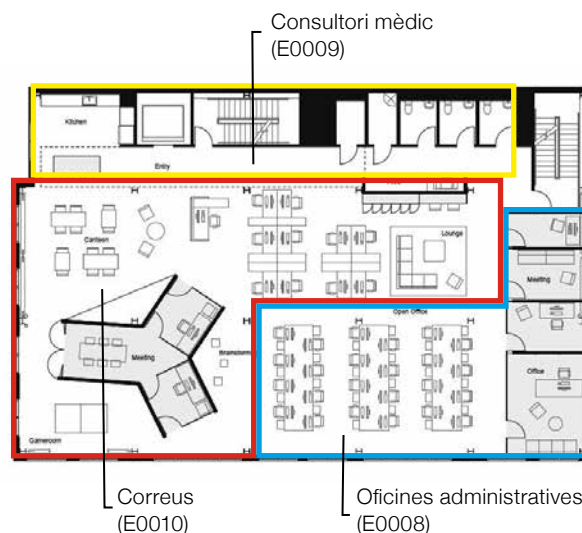 Consultori mèdic
(E0009)
Kitchen
Entry
Canteen
Lounge
Meeting
Open Office
Meeting
Brainstorm
Office
Gameroom
Correus
(E0010)
Oficines administratives
(E0008)